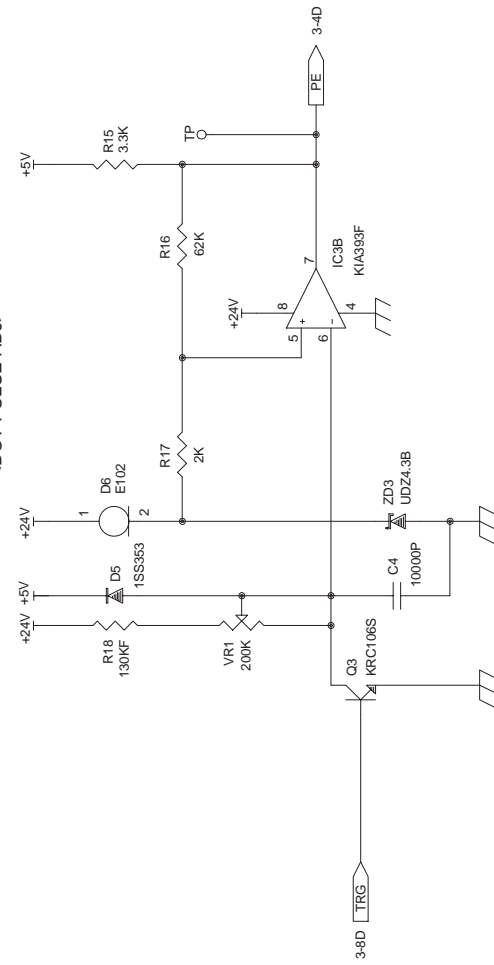 +24V
+5V
+24V
+5V
R18
130KF
D5
1SS353
D6
E102
1
2
R15
3.3K
VR1
200K
R17
2K
R16
62K
TP
+24V
8
5
+
6
-
7
4
IC3B
KIA393F
PE
3-4D
3-8D
TRG
Q3
KRC106S
C4
10000P
ZD3
UDZ4.3B